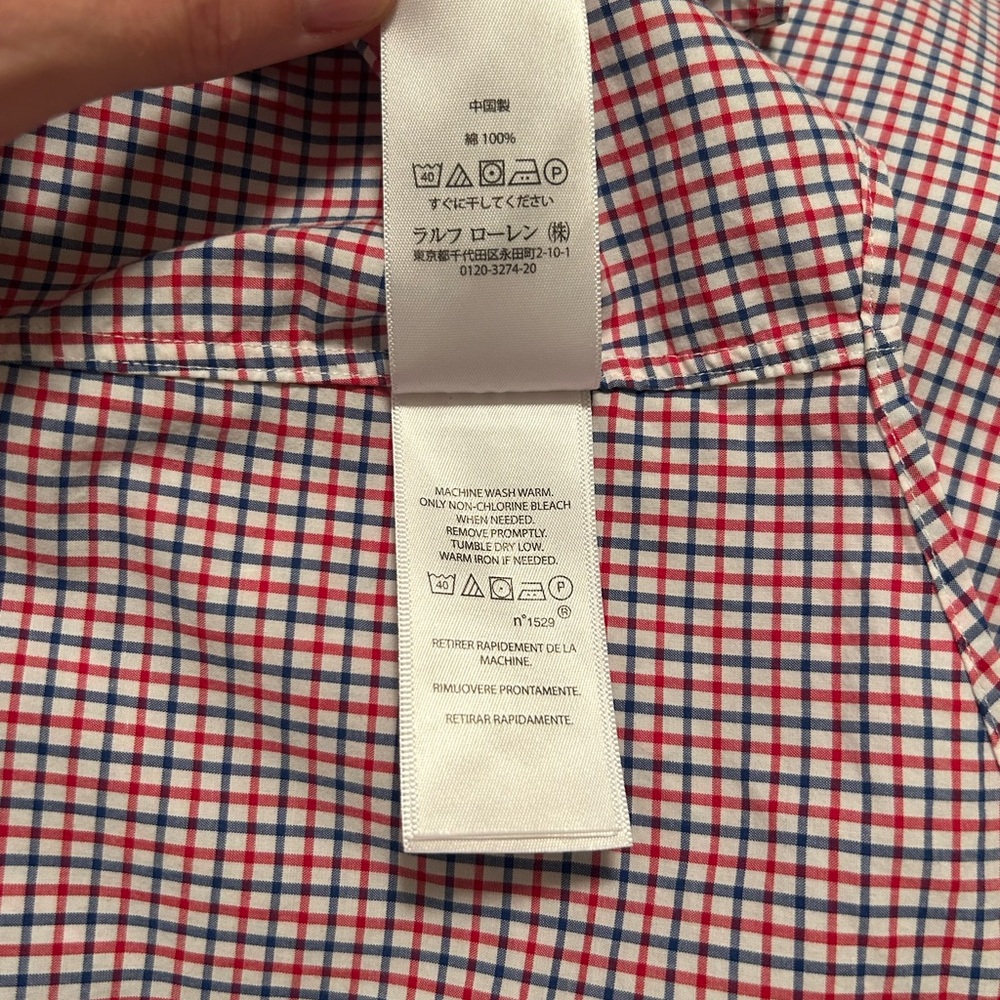 中国製
綿 100%
40 P
すぐに干してください
ラルフ ローレン (株)
東京都千代田区永田町2-10-1
0120-3274-20
MACHINE WASH WARM.
ONLY NON-CHLORINE BLEACH
WHEN NEEDED.
REMOVE PROMPTLY.
TUMBLE DRY LOW.
WARM IRON IF NEEDED.
40 P
n°1529 ®
RETIRER RAPIDEMENT DE LA
MACHINE.
RIMUOVERE PRONTAMENTE.
RETIRAR RAPIDAMENTE.